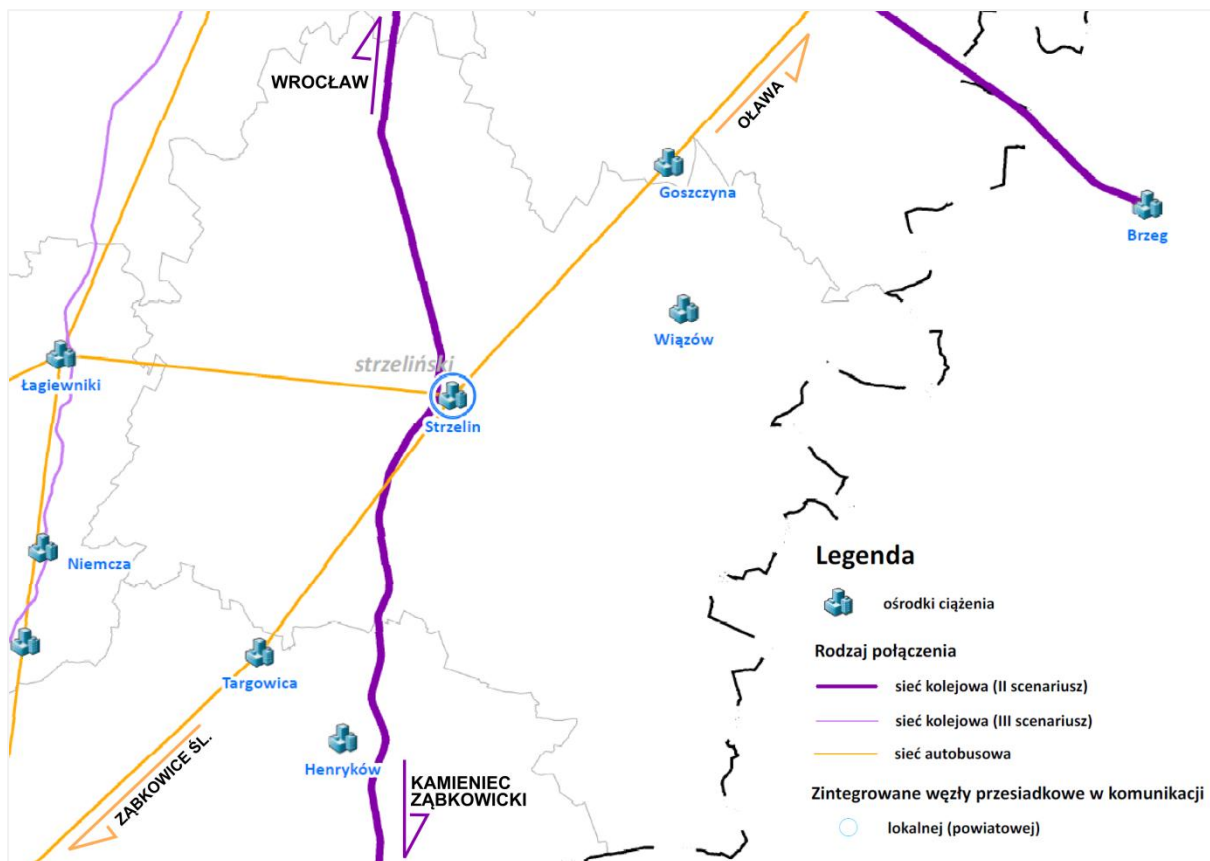 WROCŁAW
OŁAWA
Goszczyna
Brzeg
Wiązów
strzeliński
Łagiewniki
Strzelin
Niemcza
Targowica
ZĄBKOWICE ŚL.
Henryków
KAMIENIEC
ZĄBKOWICKI
Legenda
ośrodki ciążenia
Rodzaj połączenia
sieć kolejowa (II scenariusz)
sieć kolejowa (III scenariusz)
sieć autobusowa
Zintegrowane węzły przesiadkowe w komunikacji
lokalnej (powiatowej)